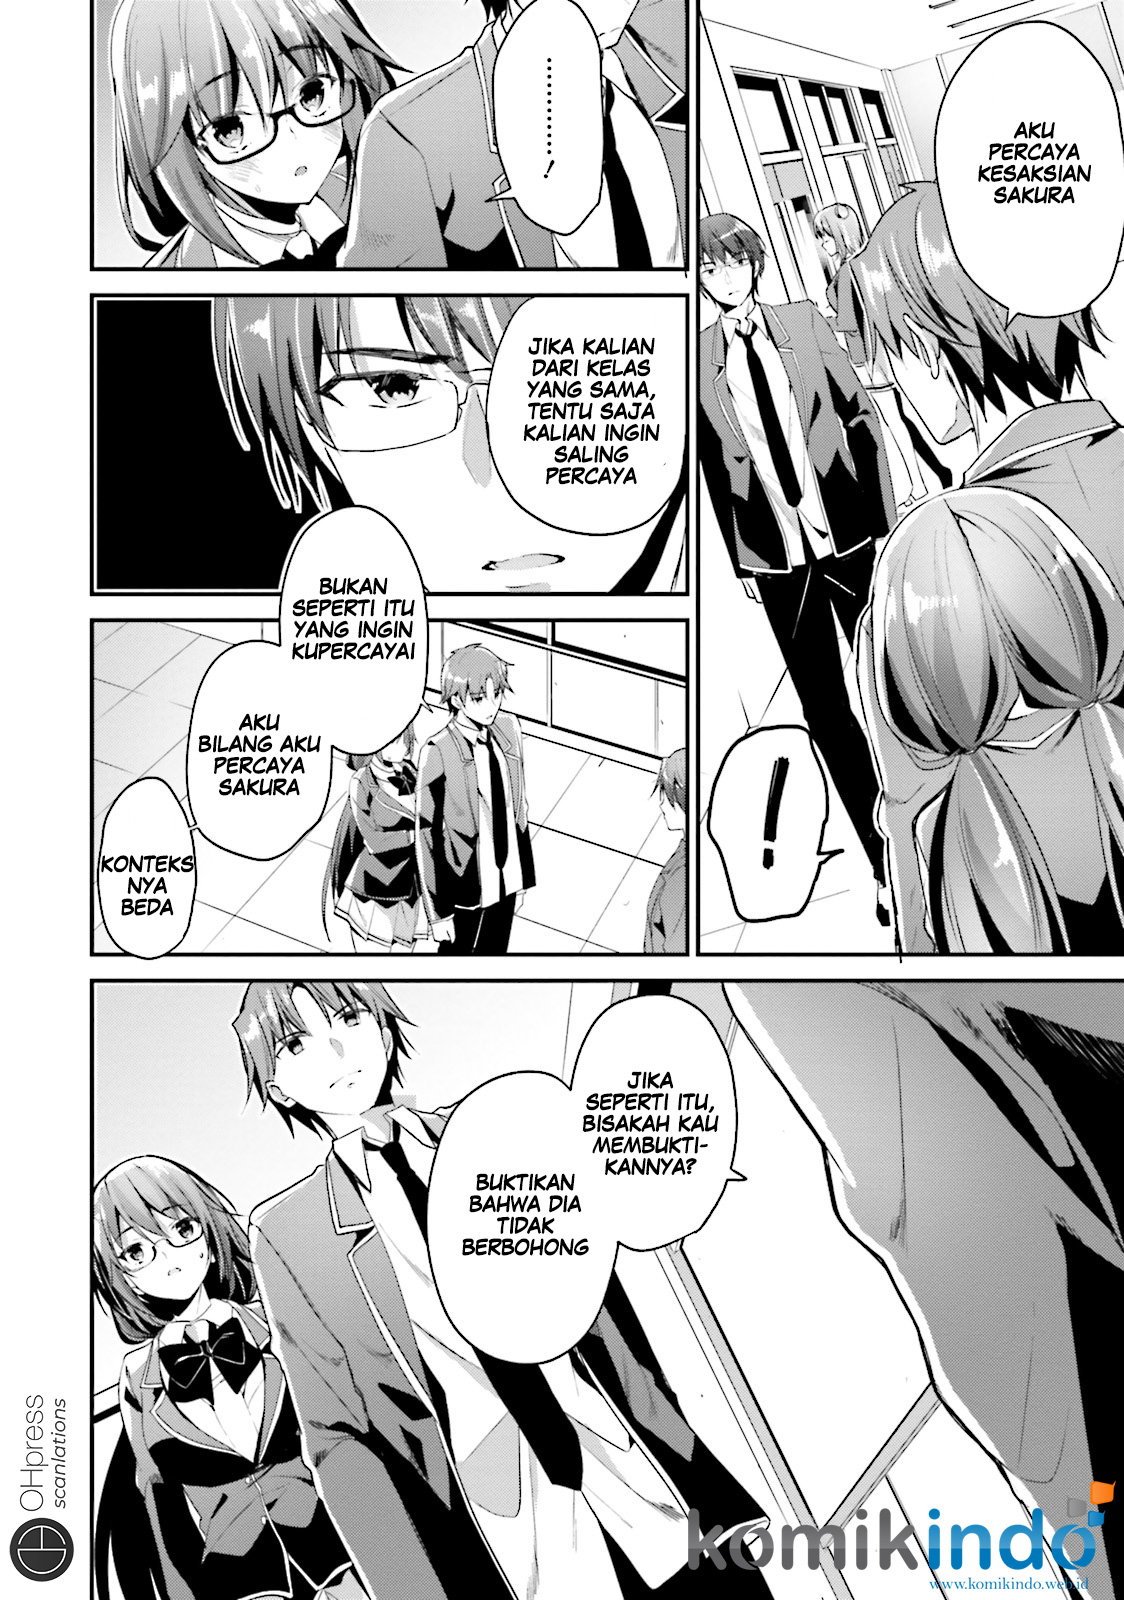 AKU
PERCAYA
KESAKSIAN
SAKURA
!
..........!
JIKA KALIAN
DARI KELAS
YANG SAMA,
TENTU SAJA
KALIAN INGIN
SALING
PERCAYA
BUKAN
SEPERTI ITU
YANG INGIN
KUPERCAYAI
AKU
BILANG AKU
PERCAYA
SAKURA
KONTEKS
NYA
BEDA
JIKA
SEPERTI ITU,
BISAKAH KAU
MEMBUKTI-
KANNYA?
BUKTIKAN
BAHWA DIA
TIDAK
BERBOHONG
OHpress
scanlations
komikindo
www.komikindo.web.id